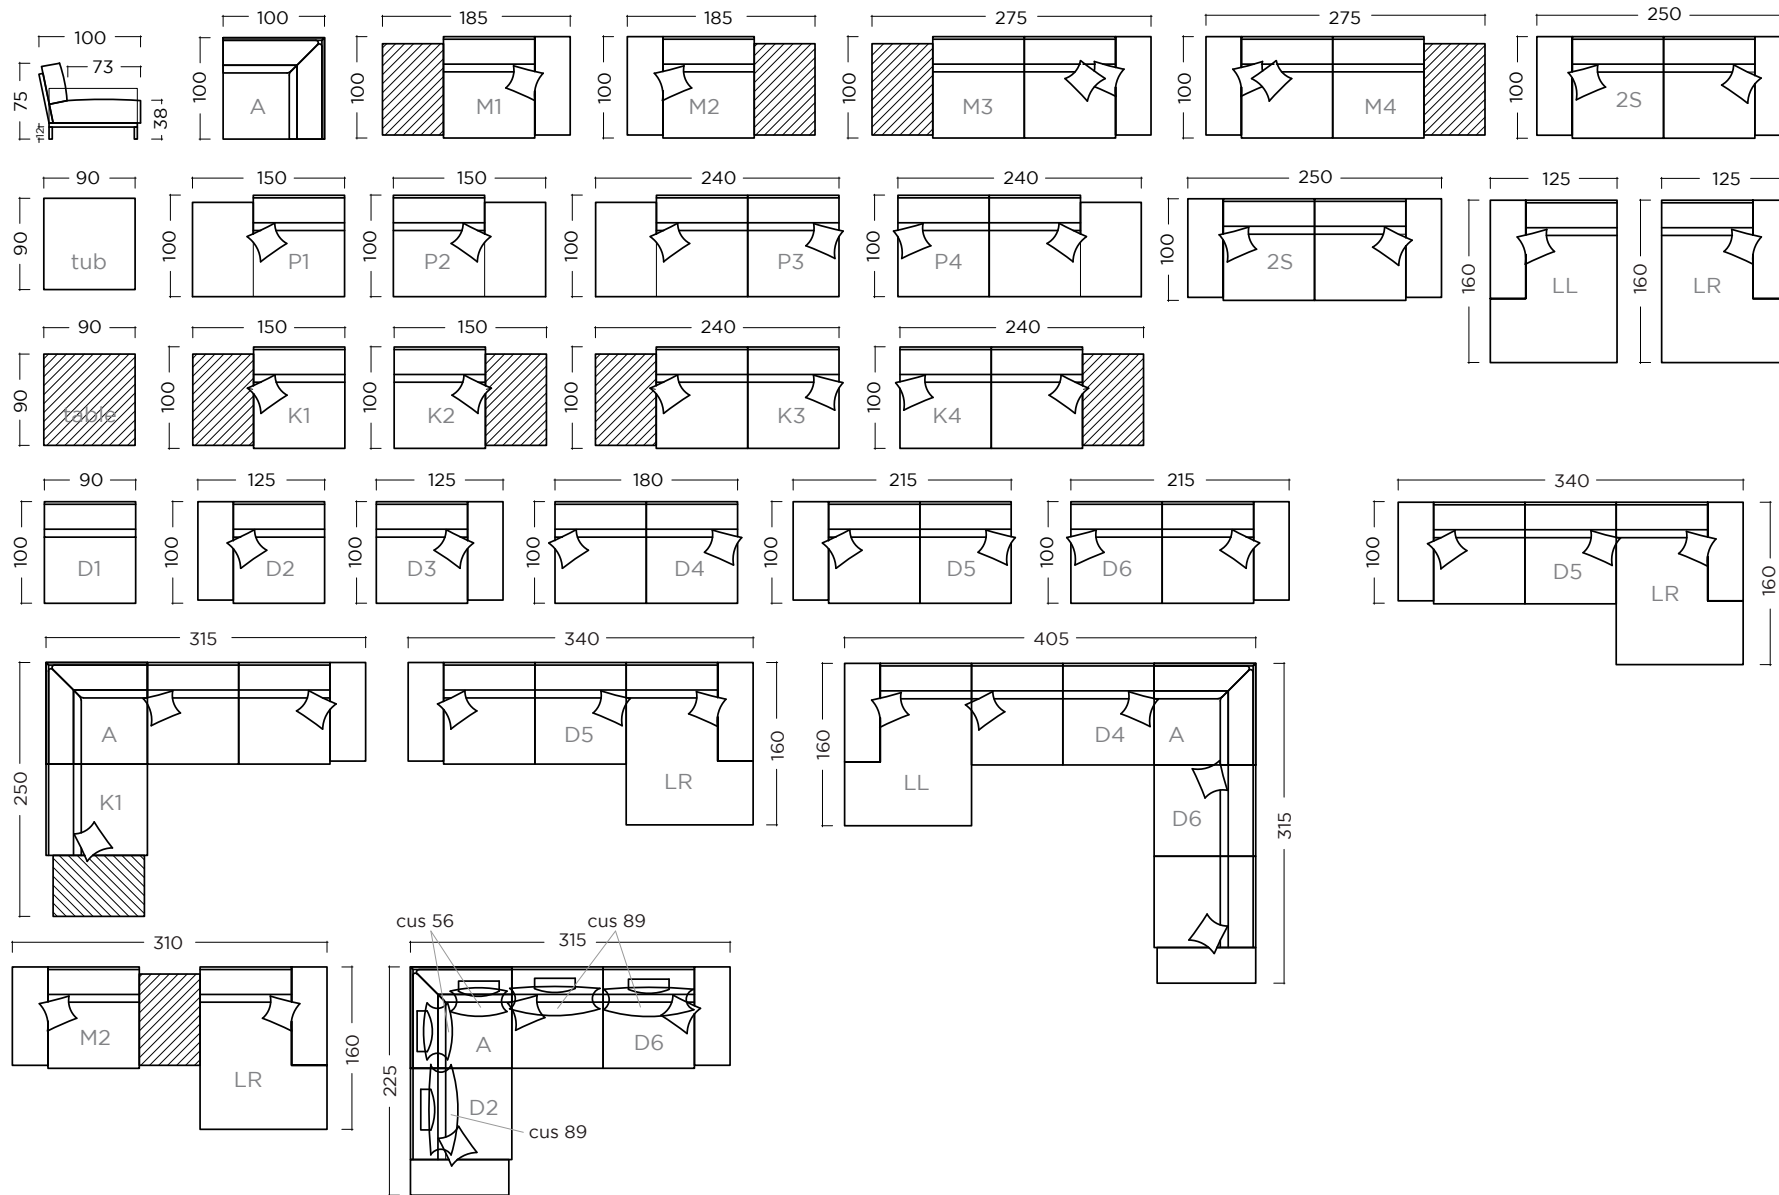 100
73
75
12
38
100
100
A
185
100
M1
185
100
M2
275
100
M3
275
100
M4
250
100
2S
90
90
tub
150
100
P1
150
100
P2
240
100
P3
240
100
P4
250
100
2S
125
160
LL
125
160
LR
90
90
table
150
100
K1
150
100
K2
240
100
K3
240
100
K4
90
100
D1
125
100
D2
125
100
D3
180
100
D4
215
100
D5
215
100
D6
340
100
D5
LR
160
315
250
A
K1
340
D5
LR
160
405
160
LL
D4
A
D6
315
310
M2
LR
160
cus 56
cus 89
315
225
A
D6
D2
cus 89